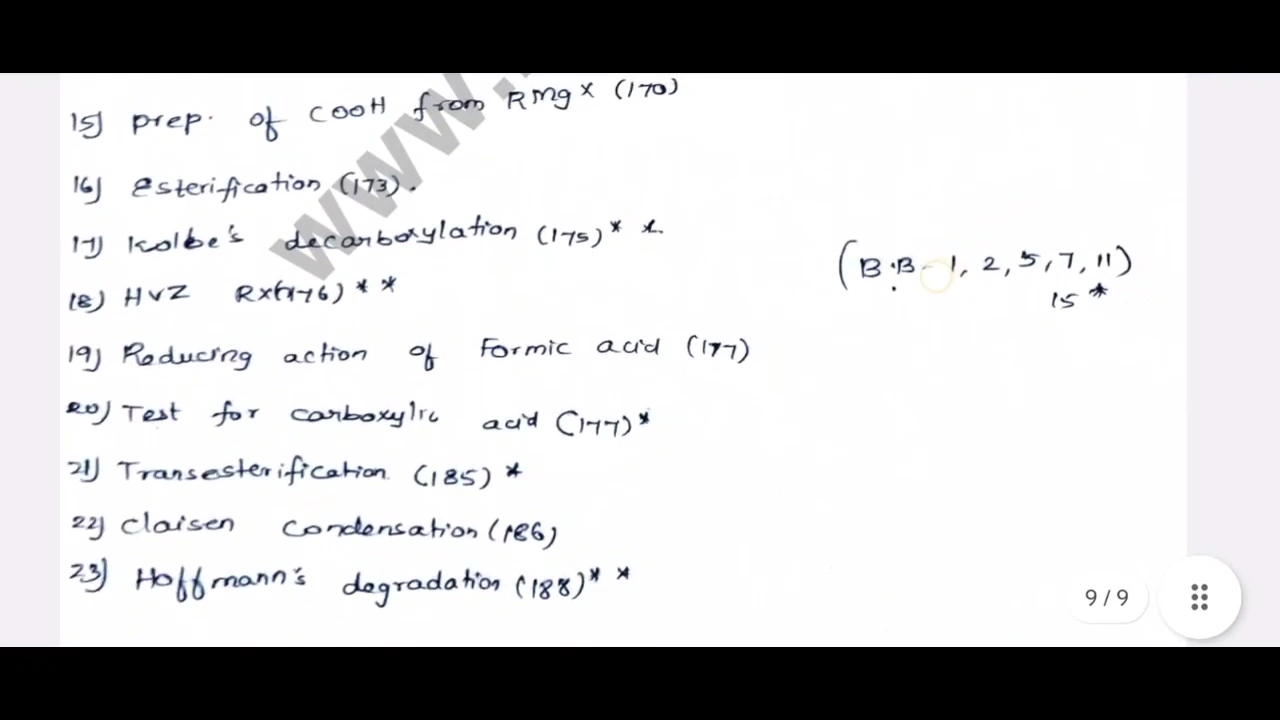 15) prep. of COOH from RMgX (170)
16) Esterification (173).
17) Kolbe's decarboxylation (175)* *
18) HVZ RX(176)* *
19) Reducing action of Formic acid (177)
(B.B - 1, 2, 5, 7, 11)
15 *
20) Test for carboxylic acid (177)*
21) Transesterification (185) *
22) Claisen Condensation (186)
23) Hoffmann's degradation (188)* *
9 / 9
www.